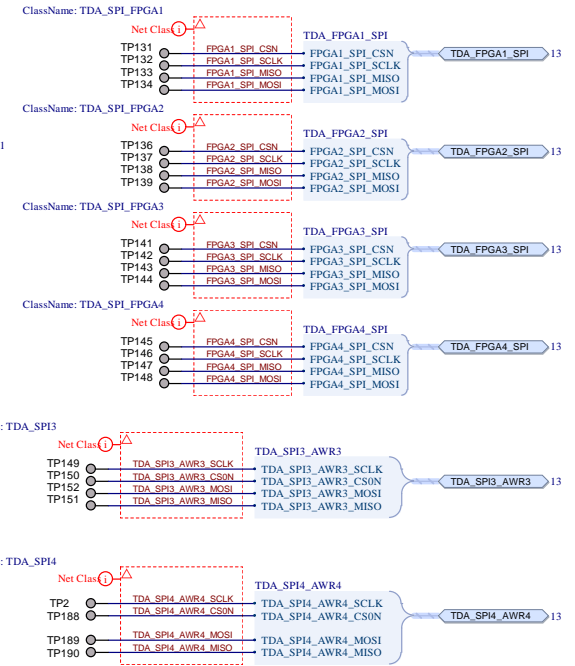 ClassName: TDA_SPI_FPGA1
Net Class i
TDA_FPGA1_SPI
TP131 FPGA1_SPI_CSN FPGA1_SPI_CSN TDA_FPGA1_SPI 13
TP132 FPGA1_SPI_SCLK FPGA1_SPI_SCLK
TP133 FPGA1_SPI_MISO FPGA1_SPI_MISO
TP134 FPGA1_SPI_MOSI FPGA1_SPI_MOSI
ClassName: TDA_SPI_FPGA2
Net Class i
TDA_FPGA2_SPI
1
TP136 FPGA2_SPI_CSN FPGA2_SPI_CSN TDA_FPGA2_SPI 13
TP137 FPGA2_SPI_SCLK FPGA2_SPI_SCLK
TP138 FPGA2_SPI_MISO FPGA2_SPI_MISO
TP139 FPGA2_SPI_MOSI FPGA2_SPI_MOSI
ClassName: TDA_SPI_FPGA3
Net Class i
TDA_FPGA3_SPI
TP141 FPGA3_SPI_CSN FPGA3_SPI_CSN TDA_FPGA3_SPI 13
TP142 FPGA3_SPI_SCLK FPGA3_SPI_SCLK
TP143 FPGA3_SPI_MISO FPGA3_SPI_MISO
TP144 FPGA3_SPI_MOSI FPGA3_SPI_MOSI
ClassName: TDA_SPI_FPGA4
Net Class i
TDA_FPGA4_SPI
TP145 FPGA4_SPI_CSN FPGA4_SPI_CSN TDA_FPGA4_SPI 13
TP146 FPGA4_SPI_SCLK FPGA4_SPI_SCLK
TP147 FPGA4_SPI_MISO FPGA4_SPI_MISO
TP148 FPGA4_SPI_MOSI FPGA4_SPI_MOSI
: TDA_SPI3
Net Class i
TDA_SPI3_AWR3
TP149 TDA_SPI3_AWR3_SCLK TDA_SPI3_AWR3_SCLK
TP150 TDA_SPI3_AWR3_CS0N TDA_SPI3_AWR3_CS0N TDA_SPI3_AWR3 13
TP152 TDA_SPI3_AWR3_MOSI TDA_SPI3_AWR3_MOSI
TP151 TDA_SPI3_AWR3_MISO TDA_SPI3_AWR3_MISO
: TDA_SPI4
Net Class i
TDA_SPI4_AWR4
TP2 TDA_SPI4_AWR4_SCLK TDA_SPI4_AWR4_SCLK
TP188 TDA_SPI4_AWR4_CS0N TDA_SPI4_AWR4_CS0N TDA_SPI4_AWR4 13
TP189 TDA_SPI4_AWR4_MOSI TDA_SPI4_AWR4_MOSI
TP190 TDA_SPI4_AWR4_MISO TDA_SPI4_AWR4_MISO